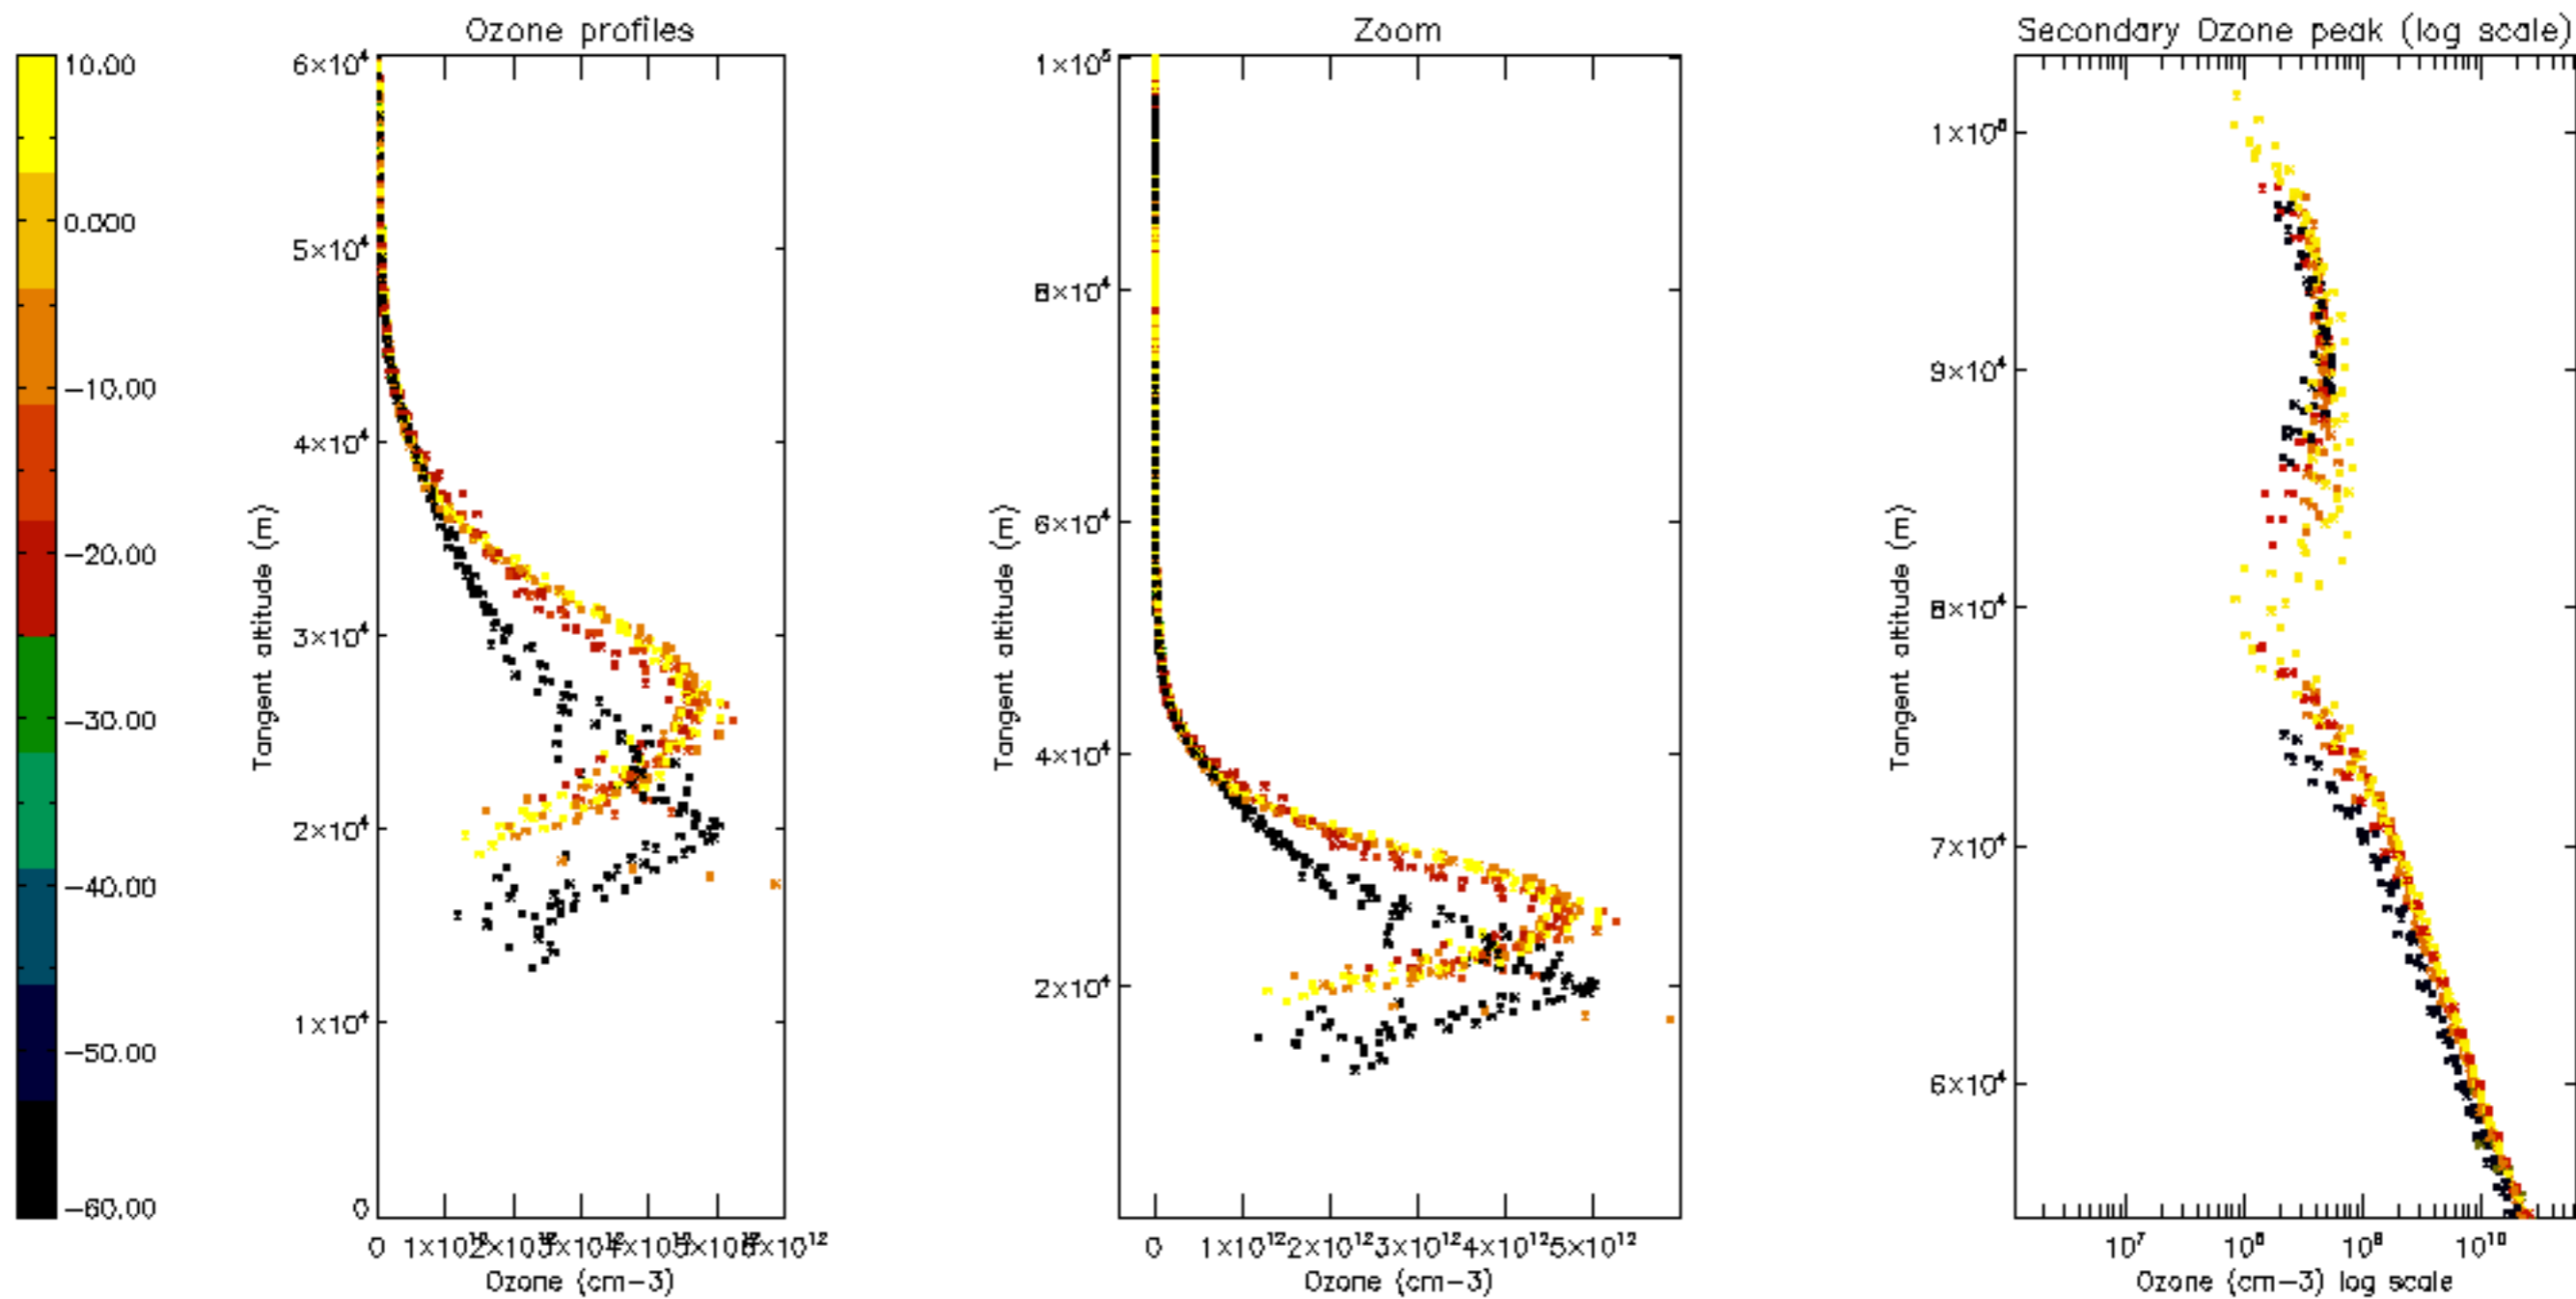 Ozone profiles
Zoom
Secondary Ozone peak (log scale)
10.00
0.000
−10.00
−20.00
−30.00
−40.00
−50.00
−60.00
Tangent altitude (m)
6×10⁴
5×10⁴
4×10⁴
3×10⁴
2×10⁴
1×10⁴
0
0
Ozone (cm−3)
Tangent altitude (m)
1×10⁵
8×10⁴
6×10⁴
4×10⁴
2×10⁴
0 1×10¹² 2×10¹² 3×10¹² 4×10¹² 5×10¹²
Ozone (cm−3)
Tangent altitude (m)
9×10⁴
8×10⁴
7×10⁴
6×10⁴
10⁷ 10⁸ 10⁹ 10¹⁰
Ozone (cm−3) log scale